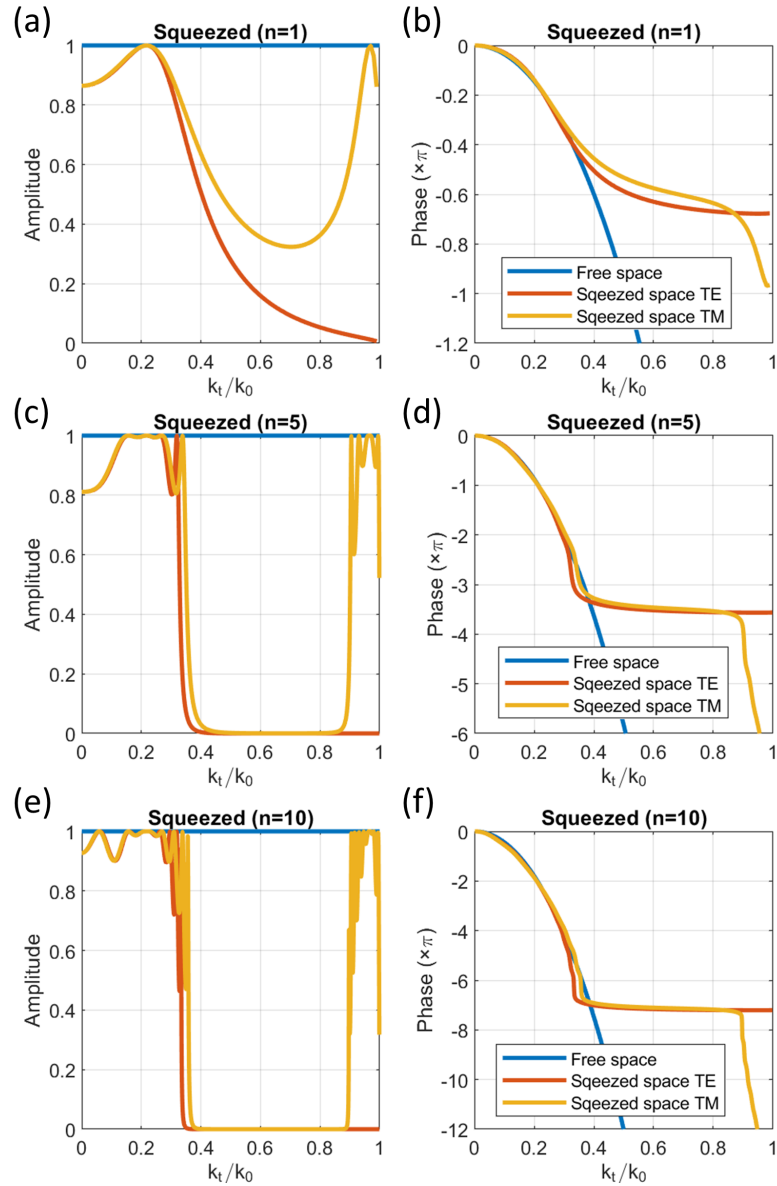 (a)
Squeezed (n=1)
1
0.8
0.6
0.4
0.2
0
Amplitude
0 0.2 0.4 0.6 0.8 1
k_t/k_0
(b)
Squeezed (n=1)
0
-0.2
-0.4
-0.6
-0.8
-1
-1.2
Phase (×π)
Free space
Sqeezed space TE
Sqeezed space TM
0 0.2 0.4 0.6 0.8 1
k_t/k_0
(c)
Squeezed (n=5)
1
0.8
0.6
0.4
0.2
0
Amplitude
0 0.2 0.4 0.6 0.8 1
k_t/k_0
(d)
Squeezed (n=5)
0
-1
-2
-3
-4
-5
-6
Phase (×π)
Free space
Sqeezed space TE
Sqeezed space TM
0 0.2 0.4 0.6 0.8 1
k_t/k_0
(e)
Squeezed (n=10)
1
0.8
0.6
0.4
0.2
0
Amplitude
0 0.2 0.4 0.6 0.8 1
k_t/k_0
(f)
Squeezed (n=10)
0
-2
-4
-6
-8
-10
-12
Phase (×π)
Free space
Sqeezed space TE
Sqeezed space TM
0 0.2 0.4 0.6 0.8 1
k_t/k_0